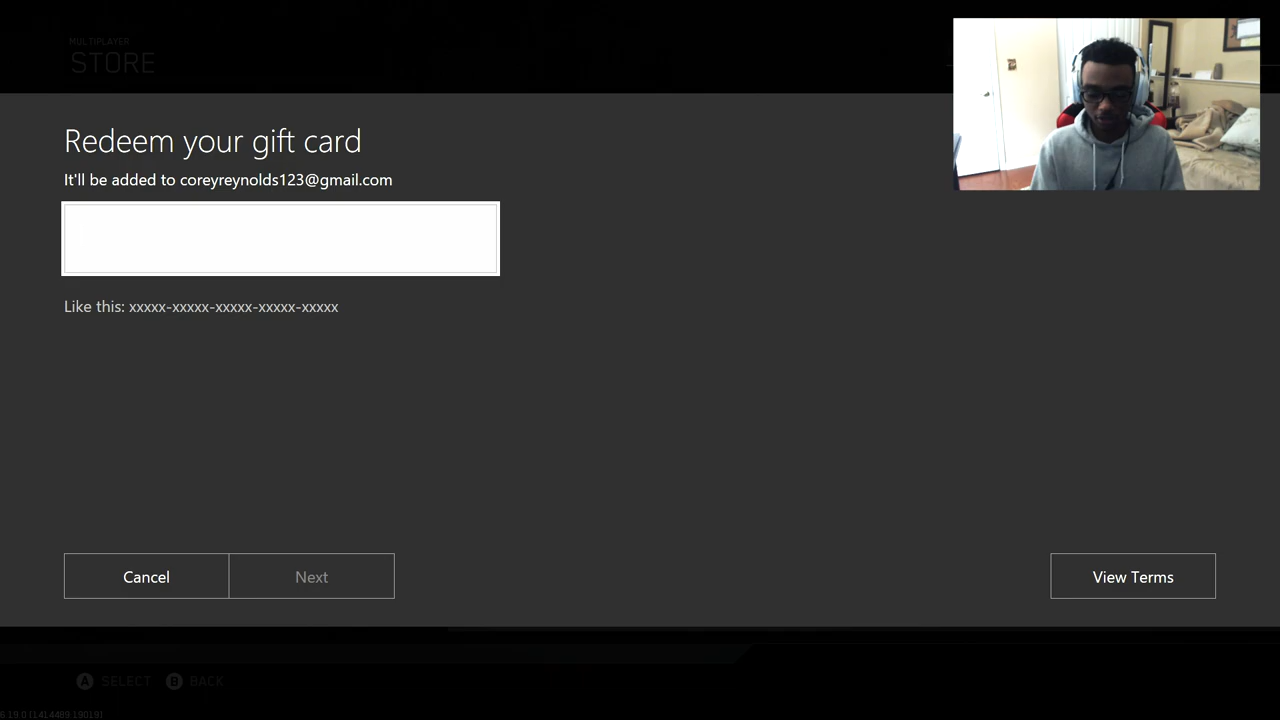 MULTIPLAYER
STORE
Redeem your gift card
It'll be added to coreyreynolds123@gmail.com
Like this: xxxxx-xxxxx-xxxxx-xxxxx-xxxxx
Cancel
Next
View Terms
A SELECT B BACK